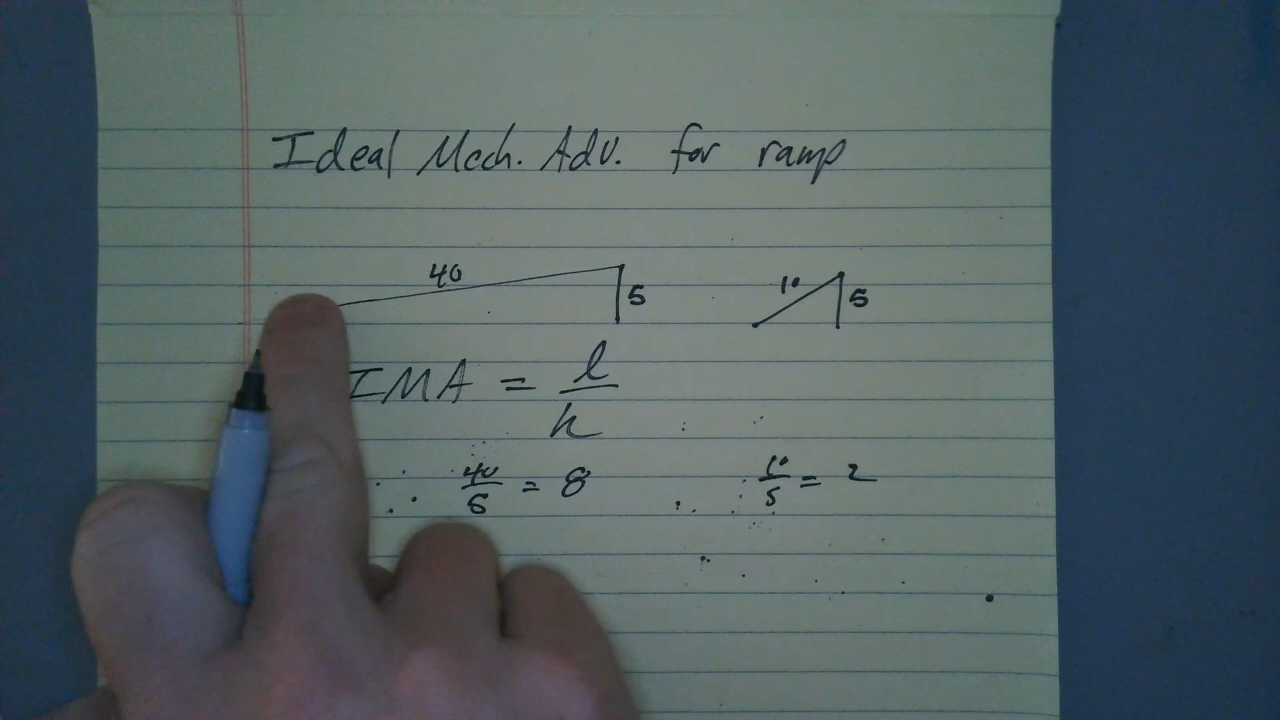 Ideal Mech. Adv. for ramp
40 5 10 5
IMA = l/h
∴ 40/5 = 8 ∴ 10/5 = 2